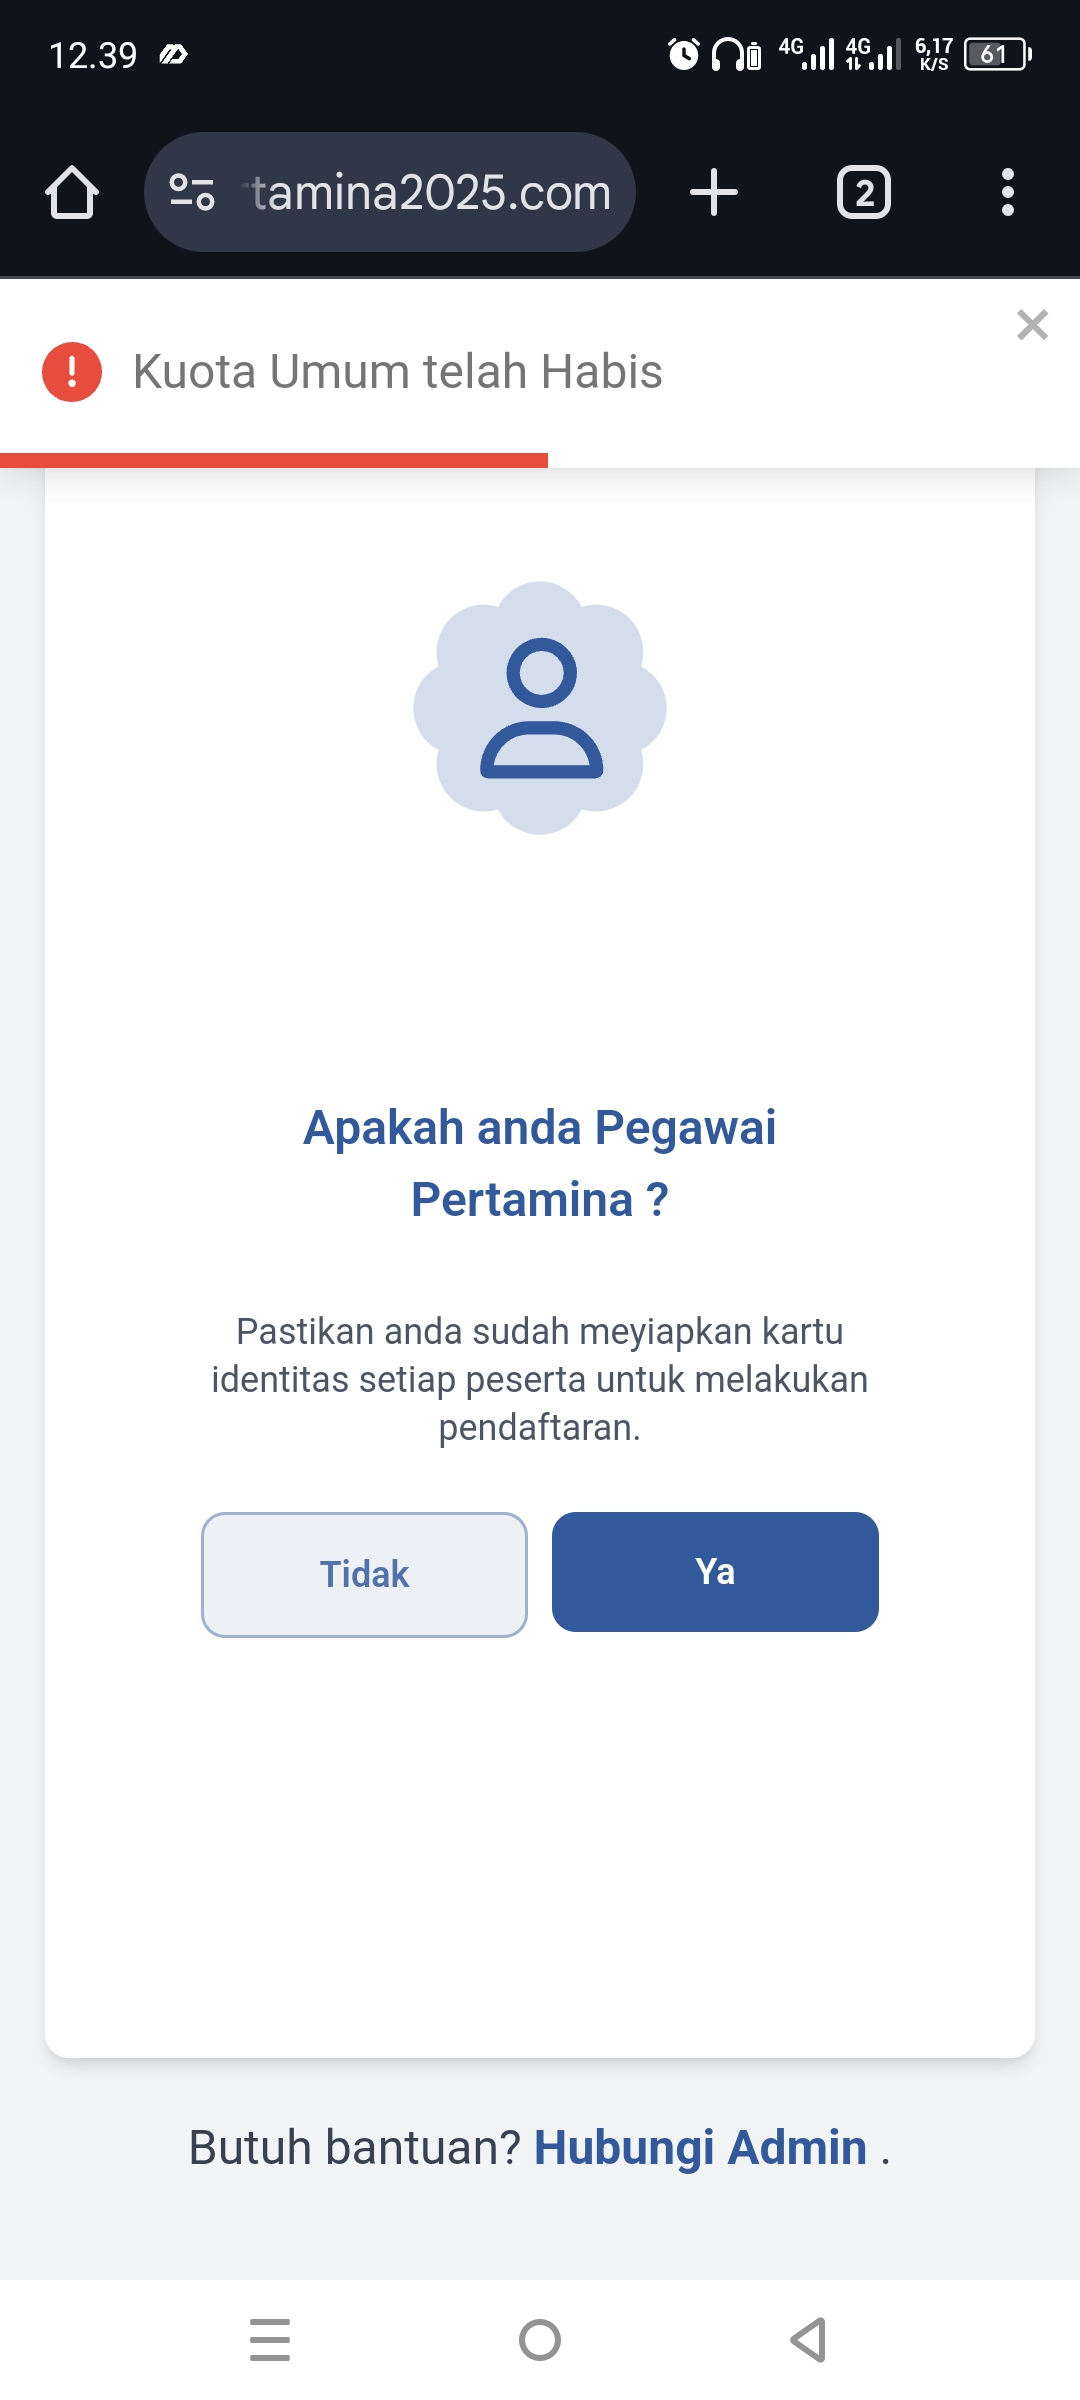 12.39
4G 4G 6,17 K/S 61
tamina2025.com
2
Kuota Umum telah Habis
Apakah anda Pegawai
Pertamina ?
Pastikan anda sudah meyiapkan kartu
identitas setiap peserta untuk melakukan
pendaftaran.
Tidak
Ya
Butuh bantuan? Hubungi Admin .